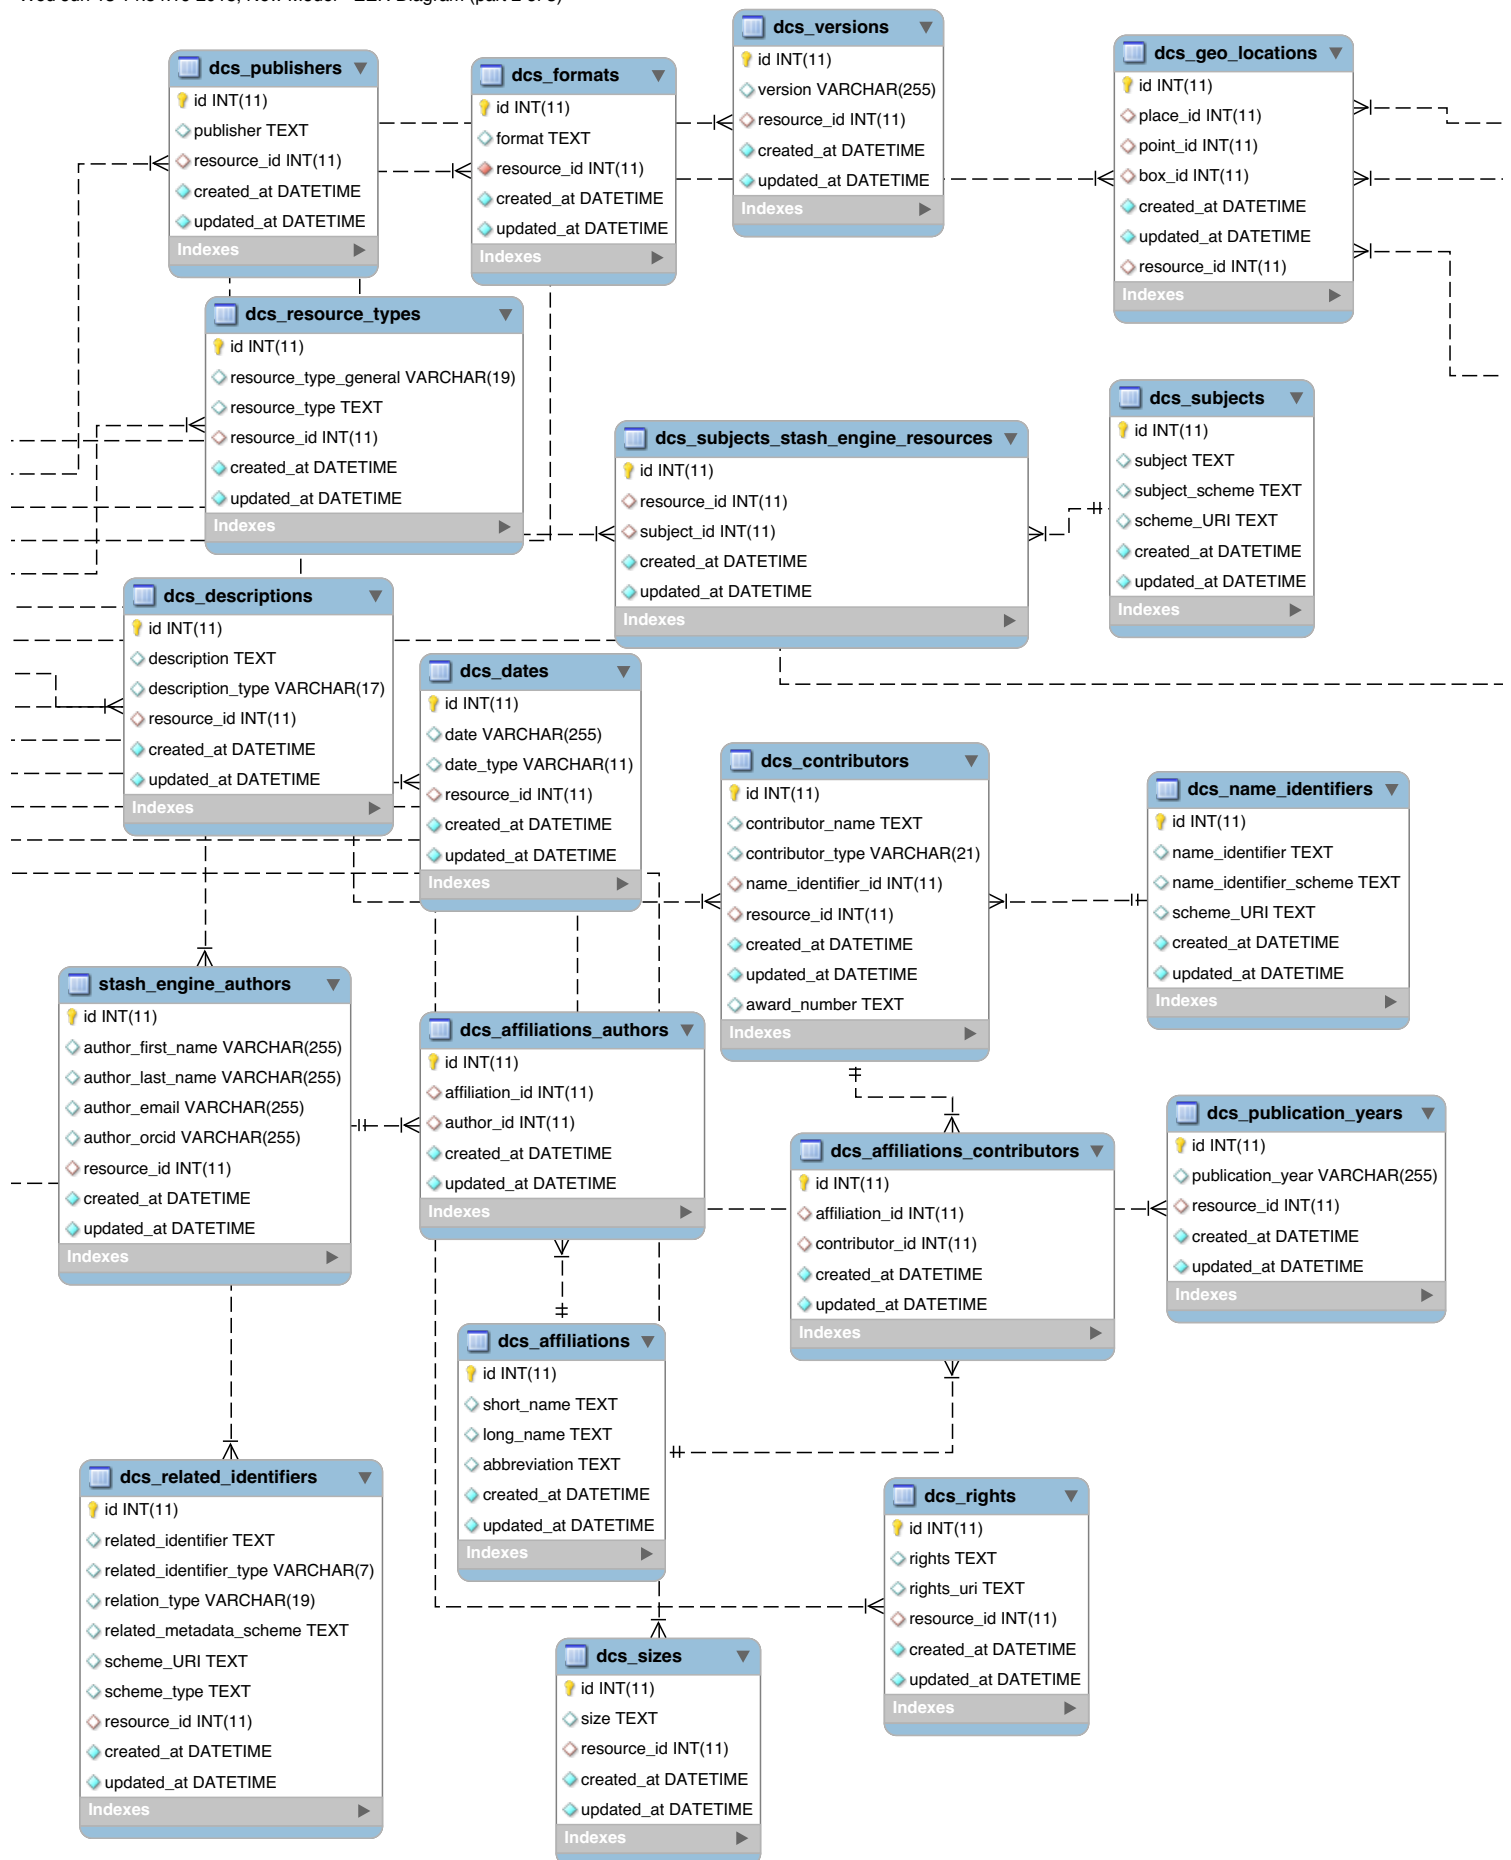 dcs_publishers
id INT(11)
publisher TEXT
resource_id INT(11)
created_at DATETIME
updated_at DATETIME
Indexes
dcs_formats
id INT(11)
format TEXT
resource_id INT(11)
created_at DATETIME
updated_at DATETIME
Indexes
dcs_versions
id INT(11)
version VARCHAR(255)
resource_id INT(11)
created_at DATETIME
updated_at DATETIME
Indexes
dcs_geo_locations
id INT(11)
place_id INT(11)
point_id INT(11)
box_id INT(11)
created_at DATETIME
updated_at DATETIME
resource_id INT(11)
Indexes
dcs_resource_types
id INT(11)
resource_type_general VARCHAR(19)
resource_type TEXT
resource_id INT(11)
created_at DATETIME
updated_at DATETIME
Indexes
dcs_subjects_stash_engine_resources
id INT(11)
resource_id INT(11)
subject_id INT(11)
created_at DATETIME
updated_at DATETIME
Indexes
dcs_subjects
id INT(11)
subject TEXT
subject_scheme TEXT
scheme_URI TEXT
created_at DATETIME
updated_at DATETIME
Indexes
dcs_descriptions
id INT(11)
description TEXT
description_type VARCHAR(17)
resource_id INT(11)
created_at DATETIME
updated_at DATETIME
Indexes
dcs_dates
id INT(11)
date VARCHAR(255)
date_type VARCHAR(11)
resource_id INT(11)
created_at DATETIME
updated_at DATETIME
Indexes
dcs_contributors
id INT(11)
contributor_name TEXT
contributor_type VARCHAR(21)
name_identifier_id INT(11)
resource_id INT(11)
created_at DATETIME
updated_at DATETIME
award_number TEXT
Indexes
dcs_name_identifiers
id INT(11)
name_identifier TEXT
name_identifier_scheme TEXT
scheme_URI TEXT
created_at DATETIME
updated_at DATETIME
Indexes
stash_engine_authors
id INT(11)
author_first_name VARCHAR(255)
author_last_name VARCHAR(255)
author_email VARCHAR(255)
author_orcid VARCHAR(255)
resource_id INT(11)
created_at DATETIME
updated_at DATETIME
Indexes
dcs_affiliations_authors
id INT(11)
affiliation_id INT(11)
author_id INT(11)
created_at DATETIME
updated_at DATETIME
Indexes
dcs_affiliations_contributors
id INT(11)
affiliation_id INT(11)
contributor_id INT(11)
created_at DATETIME
updated_at DATETIME
Indexes
dcs_publication_years
id INT(11)
publication_year VARCHAR(255)
resource_id INT(11)
created_at DATETIME
updated_at DATETIME
Indexes
dcs_affiliations
id INT(11)
short_name TEXT
long_name TEXT
abbreviation TEXT
created_at DATETIME
updated_at DATETIME
Indexes
dcs_related_identifiers
id INT(11)
related_identifier TEXT
related_identifier_type VARCHAR(7)
relation_type VARCHAR(19)
related_metadata_scheme TEXT
scheme_URI TEXT
scheme_type TEXT
resource_id INT(11)
created_at DATETIME
updated_at DATETIME
Indexes
dcs_rights
id INT(11)
rights TEXT
rights_uri TEXT
resource_id INT(11)
created_at DATETIME
updated_at DATETIME
Indexes
dcs_sizes
id INT(11)
size TEXT
resource_id INT(11)
created_at DATETIME
updated_at DATETIME
Indexes